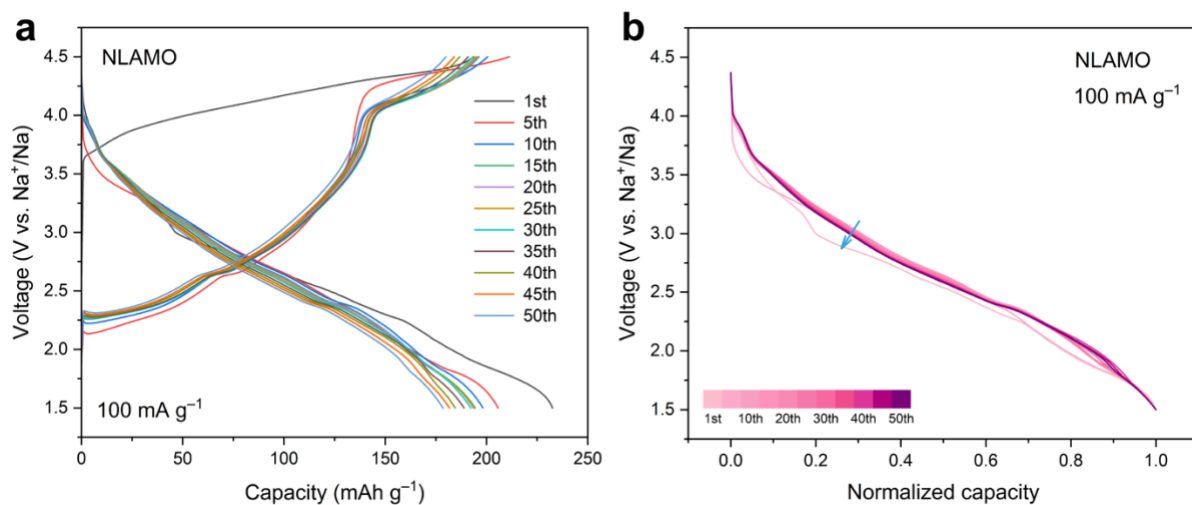 a
NLAMO
4.5
4.0
3.5
3.0
2.5
2.0
1.5
Voltage (V vs. Na⁺/Na)
1st
5th
10th
15th
20th
25th
30th
35th
40th
45th
50th
100 mA g⁻¹
0 50 100 150 200 250
Capacity (mAh g⁻¹)
b
NLAMO
100 mA g⁻¹
4.5
4.0
3.5
3.0
2.5
2.0
1.5
Voltage (V vs. Na⁺/Na)
1st 10th 20th 30th 40th 50th
0.0 0.2 0.4 0.6 0.8 1.0
Normalized capacity